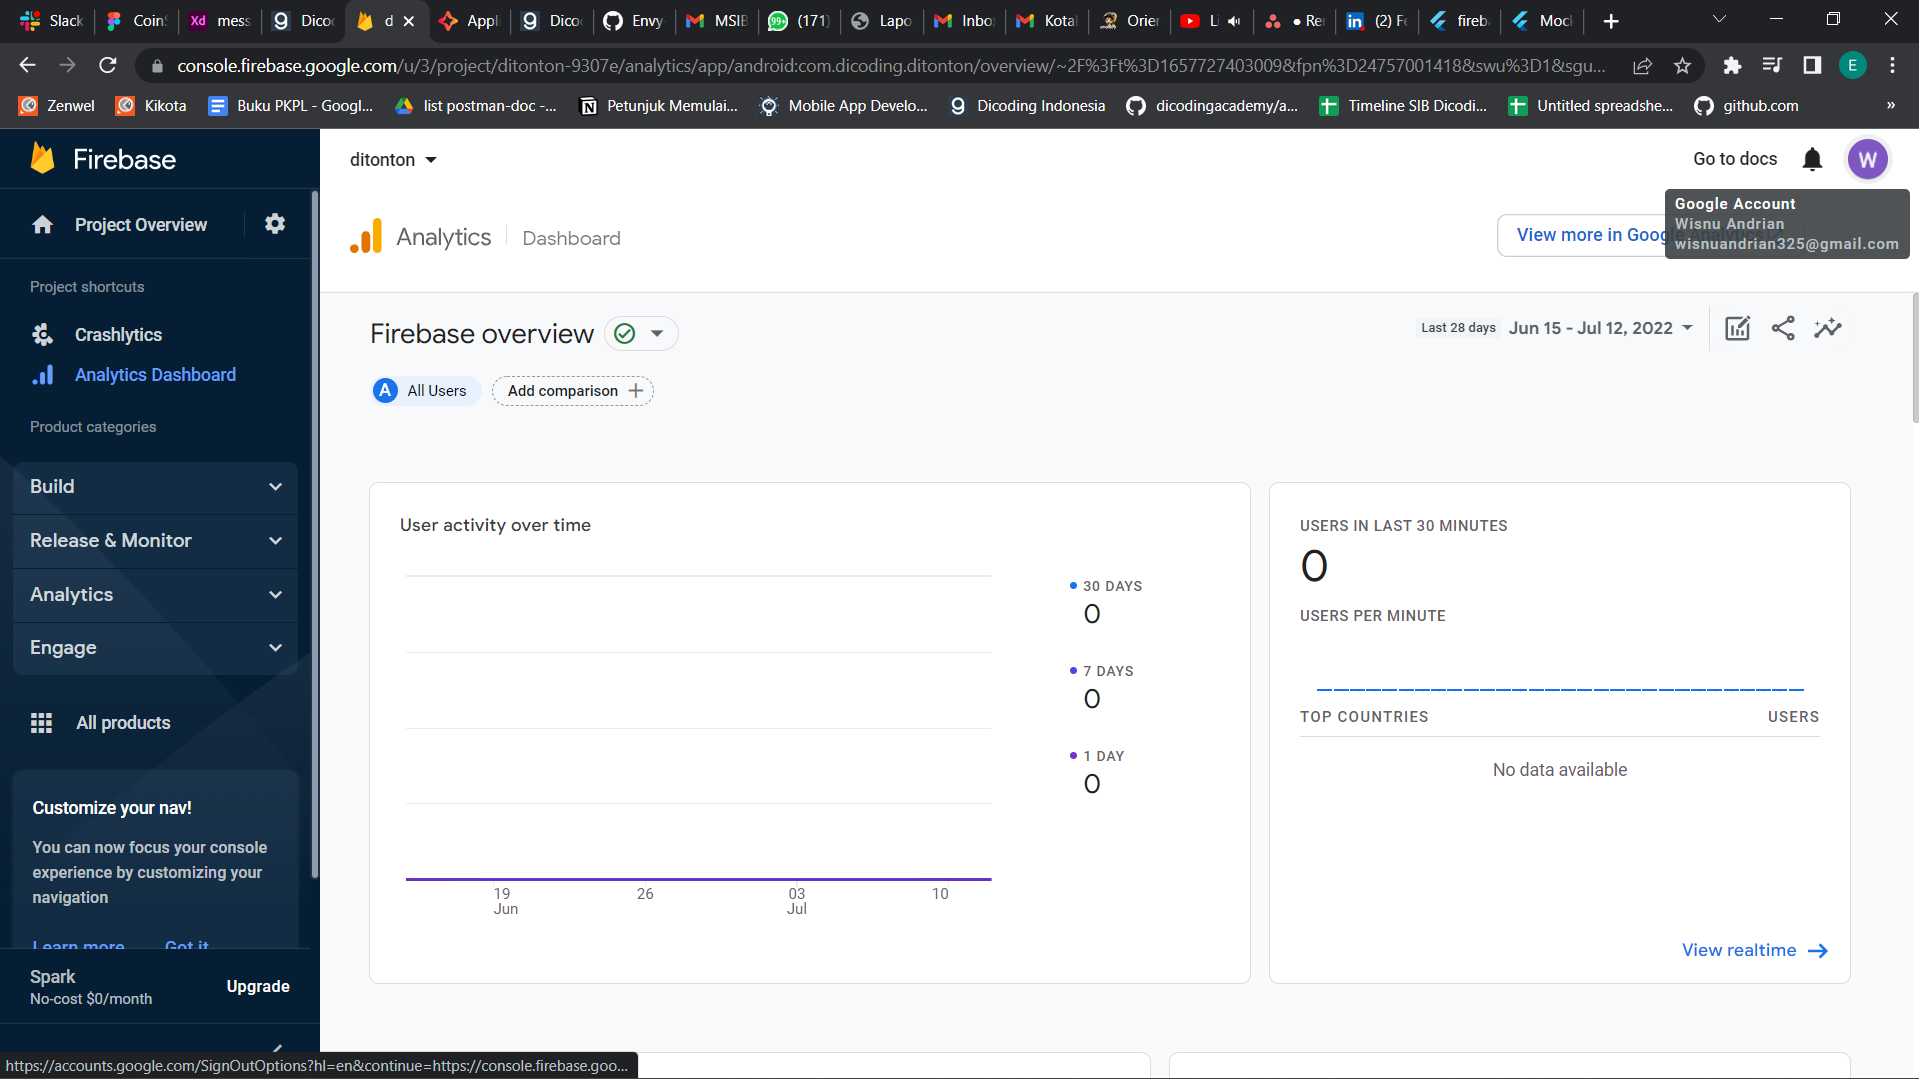 Slack
Coin
mess
Dico
d
Appli
Dico
Envy
MSIB
(171)
Lapo
Inbo
Kota
Orier
Li
Re
(2) Fe
fireb
Mock
console.firebase.google.com/u/3/project/ditonton-9307e/analytics/app/android:com.dicoding.ditonton/overview/~2F%3Ft%3D1657727403009&fpn%3D24757001418&swu%3D1&sgu...
E
Zenwel
Kikota
Buku PKPL - Googl...
list postman-doc -...
Petunjuk Memulai...
Mobile App Develo...
Dicoding Indonesia
dicodingacademy/a...
Timeline SIB Dicodi...
Untitled spreadshe...
github.com
»
Firebase
ditonton
Go to docs
W
Project Overview
Analytics
Dashboard
View more in Google Analytics
Google Account
Wisnu Andrian
wisnuandrian325@gmail.com
Project shortcuts
Crashlytics
Analytics Dashboard
Product categories
Build
Release & Monitor
Analytics
Engage
All products
Customize your nav!
You can now focus your console
experience by customizing your
navigation
Learn more
Got it
Spark
No-cost $0/month
Upgrade
Firebase overview
Last 28 days
Jun 15 - Jul 12, 2022
A
All Users
Add comparison
User activity over time
30 DAYS
0
7 DAYS
0
1 DAY
0
19
Jun
26
03
Jul
10
USERS IN LAST 30 MINUTES
0
USERS PER MINUTE
TOP COUNTRIES
USERS
No data available
View realtime
https://accounts.google.com/SignOutOptions?hl=en&continue=https://console.firebase.goo...